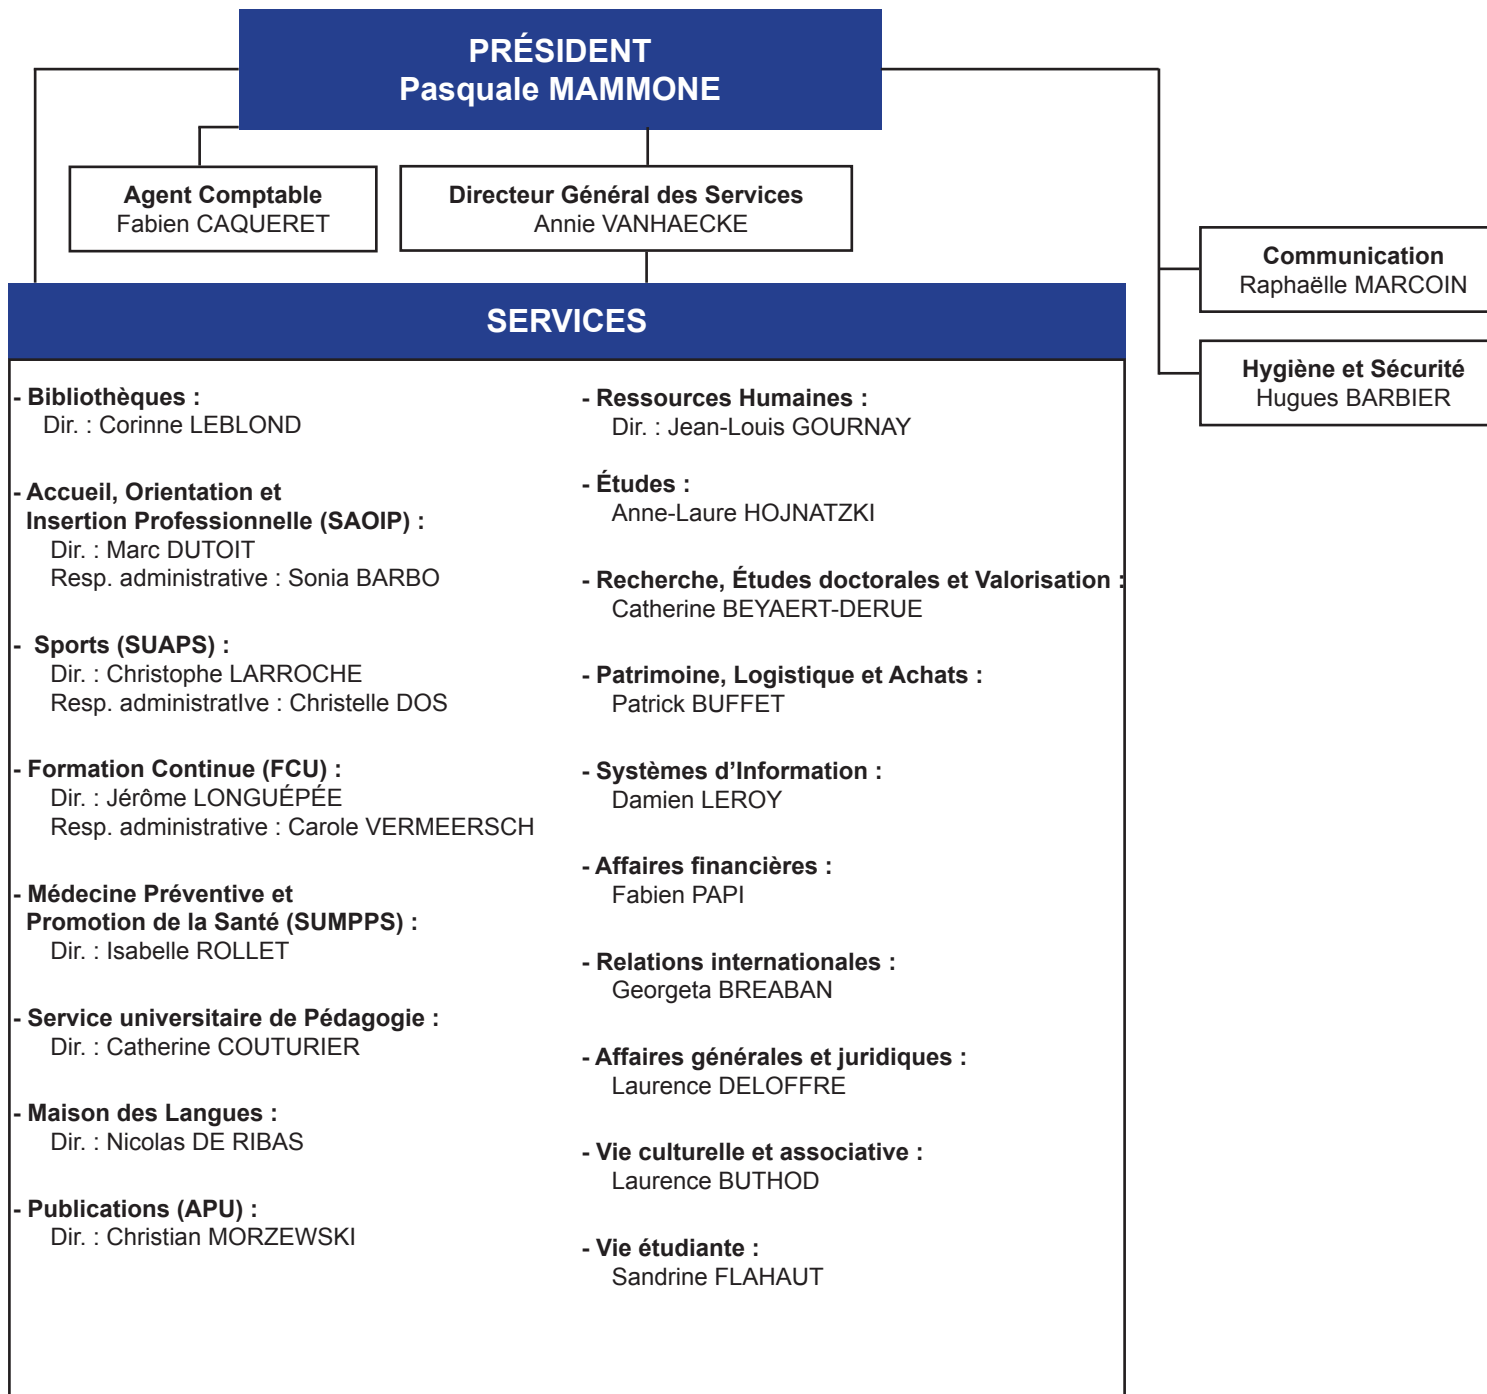 PRÉSIDENT
Pasquale MAMMONE
Agent Comptable
Fabien CAQUERET
Directeur Général des Services
Annie VANHAECKE
Communication
Raphaëlle MARCOIN
Hygiène et Sécurité
Hugues BARBIER
SERVICES
- Bibliothèques :
Dir. : Corinne LEBLOND
- Accueil, Orientation et
Insertion Professionnelle (SAOIP) :
Dir. : Marc DUTOIT
Resp. administrative : Sonia BARBO
- Sports (SUAPS) :
Dir. : Christophe LARROCHE
Resp. administratIve : Christelle DOS
- Formation Continue (FCU) :
Dir. : Jérôme LONGUÉPÉE
Resp. administrative : Carole VERMEERSCH
- Médecine Préventive et
Promotion de la Santé (SUMPPS) :
Dir. : Isabelle ROLLET
- Service universitaire de Pédagogie :
Dir. : Catherine COUTURIER
- Maison des Langues :
Dir. : Nicolas DE RIBAS
- Publications (APU) :
Dir. : Christian MORZEWSKI
- Ressources Humaines :
Dir. : Jean-Louis GOURNAY
- Études :
Anne-Laure HOJNATZKI
- Recherche, Études doctorales et Valorisation :
Catherine BEYAERT-DERUE
- Patrimoine, Logistique et Achats :
Patrick BUFFET
- Systèmes d’Information :
Damien LEROY
- Affaires financières :
Fabien PAPI
- Relations internationales :
Georgeta BREABAN
- Affaires générales et juridiques :
Laurence DELOFFRE
- Vie culturelle et associative :
Laurence BUTHOD
- Vie étudiante :
Sandrine FLAHAUT